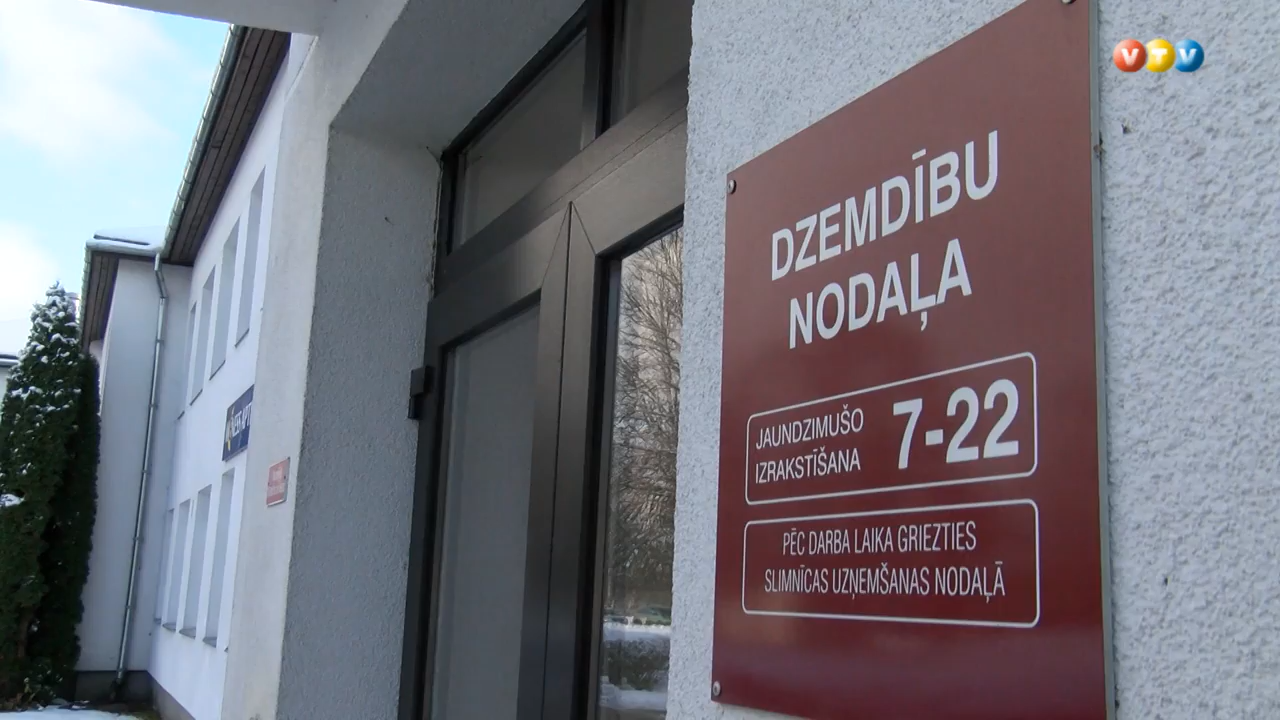 VTV
DZEMDĪBU
NODAĻA
JAUNDZIMUŠO
IZRAKSTĪŠANA
7-22
PĒC DARBA LAIKA GRIEZTIES
SLIMNĪCAS UZŅEMŠANAS NODAĻĀ